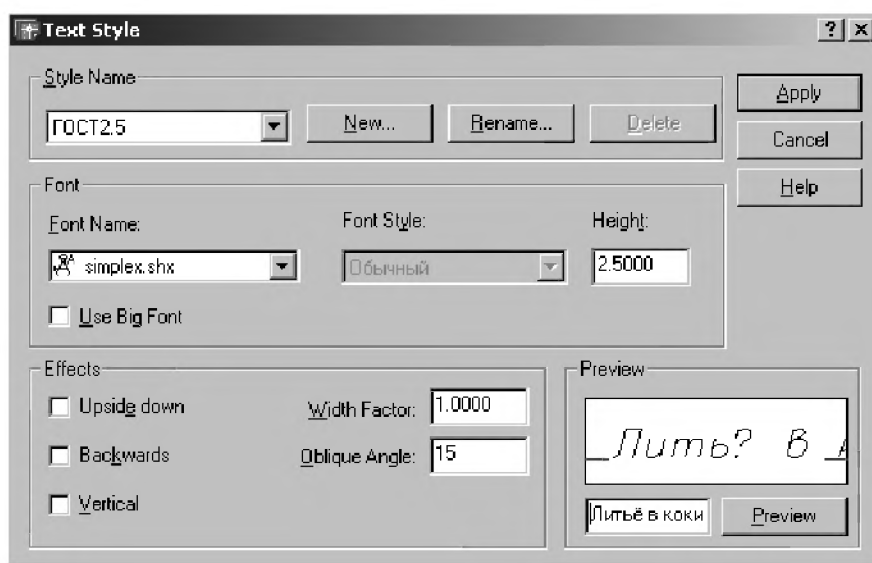 Text Style
Style Name
ГОСТ2.5 New... Rename... Delete
Apply
Cancel
Help
Font
Font Name: Font Style: Height:
simplex.shx Обычный 2.5000
Use Big Font
Effects
Upside down Width Factor: 1.0000
Backwards Oblique Angle: 15
Vertical
Preview
_Лить? В _
Литьё в коки Preview